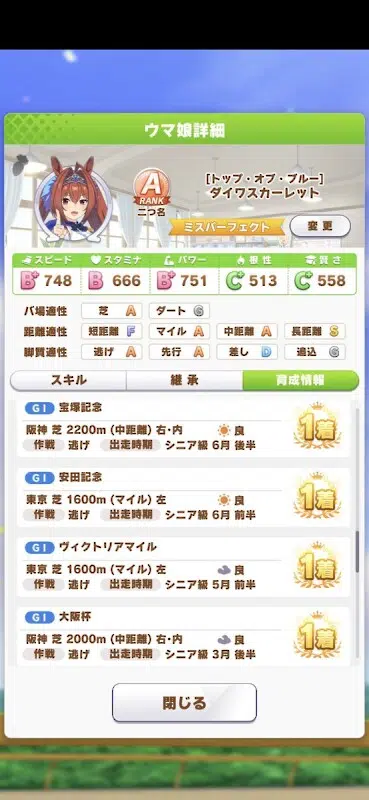 ウマ娘詳細
A
RANK
二つ名
[トップ・オブ・ブルー]
ダイワスカーレット
ミスパーフェクト
変更
スピード スタミナ パワー 根性 賢さ
B+ 748 B 666 B+ 751 C+ 513 C+ 558
バ場適性 芝 A ダート G
距離適性 短距離 F マイル A 中距離 A 長距離 S
脚質適性 逃げ A 先行 A 差し D 追込 G
スキル 継承 育成情報
GⅠ 宝塚記念
阪神 芝 2200m (中距離) 右・内 良
作戦 逃げ 出走時期 シニア級 6月 後半
1着
GⅠ 安田記念
東京 芝 1600m (マイル) 左 良
作戦 逃げ 出走時期 シニア級 6月 前半
1着
GⅠ ヴィクトリアマイル
東京 芝 1600m (マイル) 左 良
作戦 逃げ 出走時期 シニア級 5月 前半
1着
GⅠ 大阪杯
阪神 芝 2000m (中距離) 右・内 良
作戦 逃げ 出走時期 シニア級 3月 後半
1着
閉じる